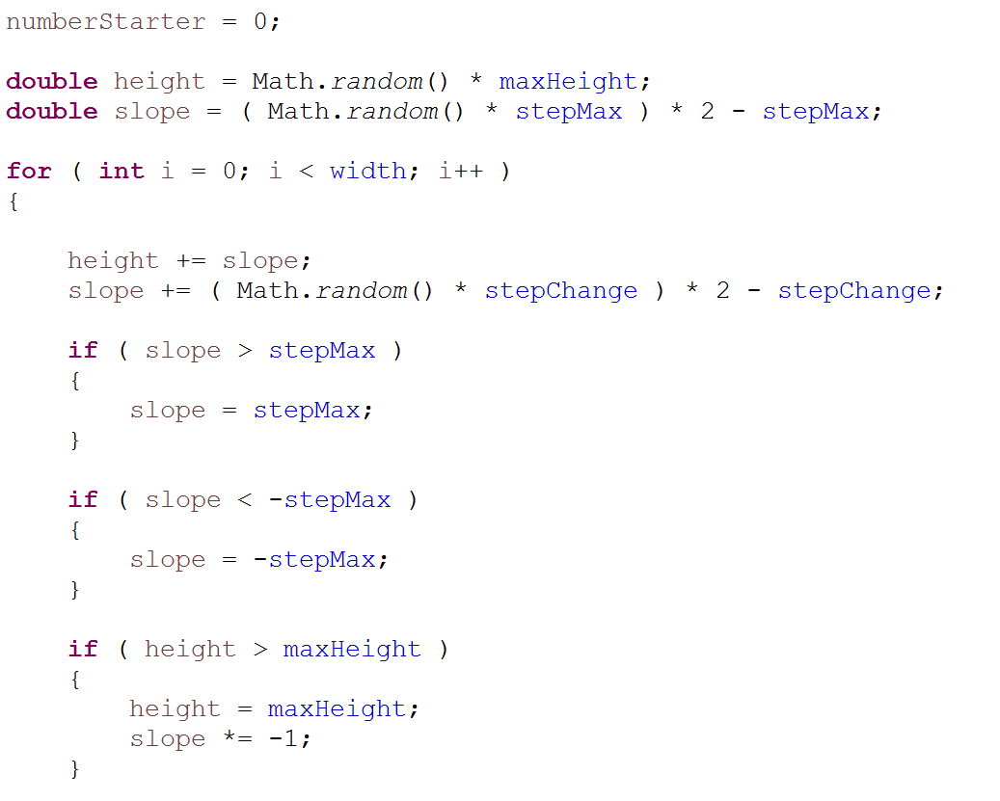 numberStarter = 0;
double height = Math.random() * maxHeight;
double slope = ( Math.random() * stepMax ) * 2 - stepMax;
for ( int i = 0; i < width; i++ )
{
height += slope;
slope += ( Math.random() * stepChange ) * 2 - stepChange;
if ( slope > stepMax )
{
slope = stepMax;
}
if ( slope < -stepMax )
{
slope = -stepMax;
}
if ( height > maxHeight )
{
height = maxHeight;
slope *= -1;
}